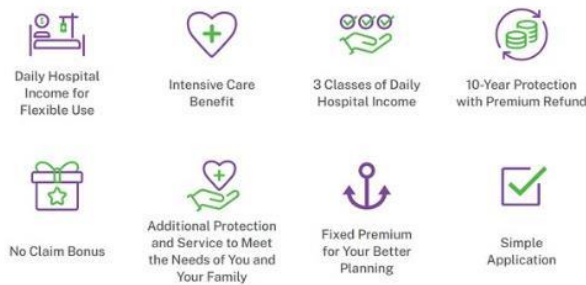 Daily Hospital
Income for
Flexible Use
Intensive Care
Benefit
3 Classes of Daily
Hospital Income
10-Year Protection
with Premium Refund
No Claim Bonus
Additional Protection
and Service to Meet
the Needs of You and
Your Family
Fixed Premium
for Your Better
Planning
Simple
Application